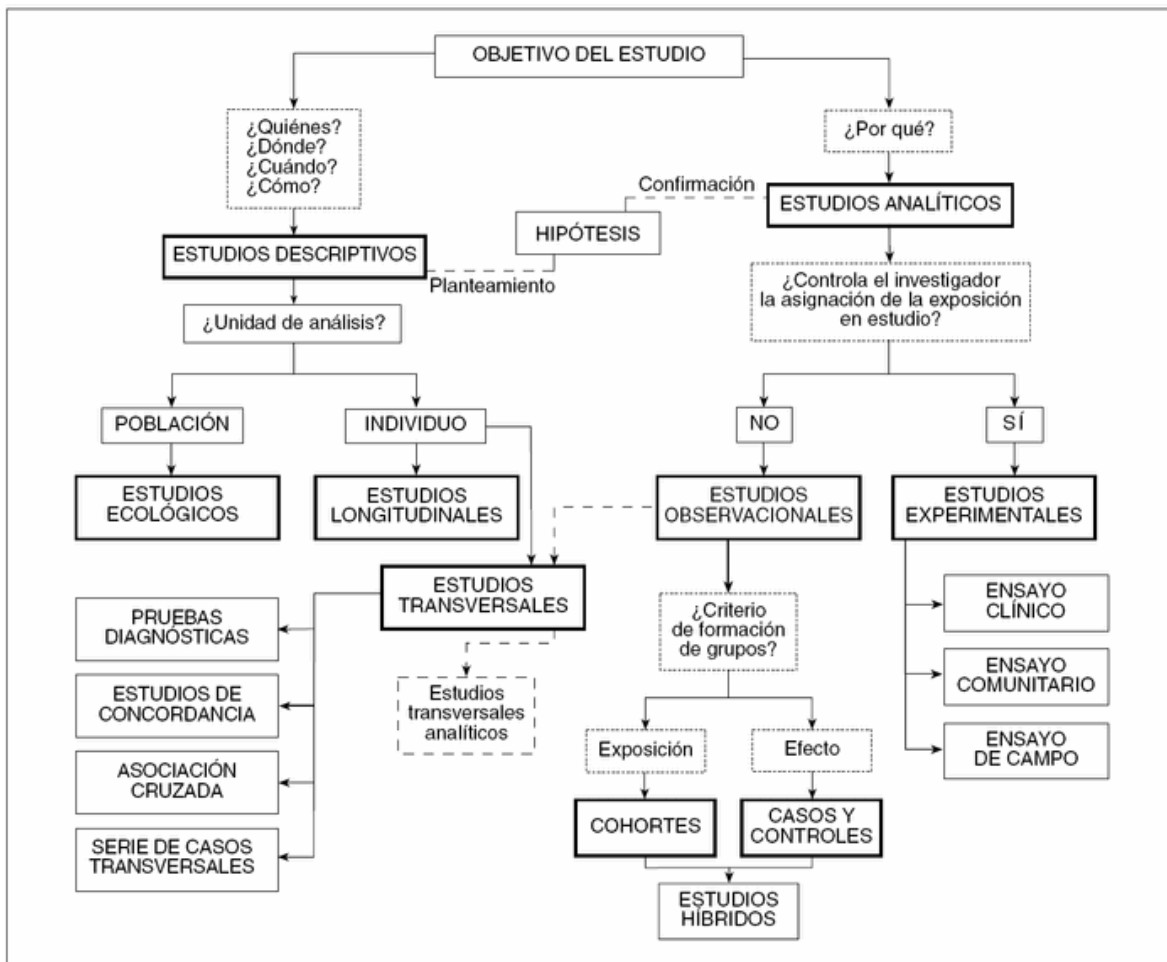 OBJETIVO DEL ESTUDIO
¿Quiénes?
¿Dónde?
¿Cuándo?
¿Cómo?
¿Por qué?
Confirmación
ESTUDIOS ANALÍTICOS
HIPÓTESIS
ESTUDIOS DESCRIPTIVOS
Planteamiento
¿Controla el investigador
la asignación de la exposición
en estudio?
¿Unidad de análisis?
POBLACIÓN
INDIVIDUO
NO
SÍ
ESTUDIOS
ECOLÓGICOS
ESTUDIOS
LONGITUDINALES
ESTUDIOS
OBSERVACIONALES
ESTUDIOS
EXPERIMENTALES
ESTUDIOS
TRANSVERSALES
PRUEBAS
DIAGNÓSTICAS
ESTUDIOS DE
CONCORDANCIA
ASOCIACIÓN
CRUZADA
SERIE DE CASOS
TRANSVERSALES
Estudios
transversales
analíticos
¿Criterio
de formación
de grupos?
Exposición
Efecto
COHORTES
CASOS Y
CONTROLES
ESTUDIOS
HÍBRIDOS
ENSAYO
CLÍNICO
ENSAYO
COMUNITARIO
ENSAYO
DE CAMPO